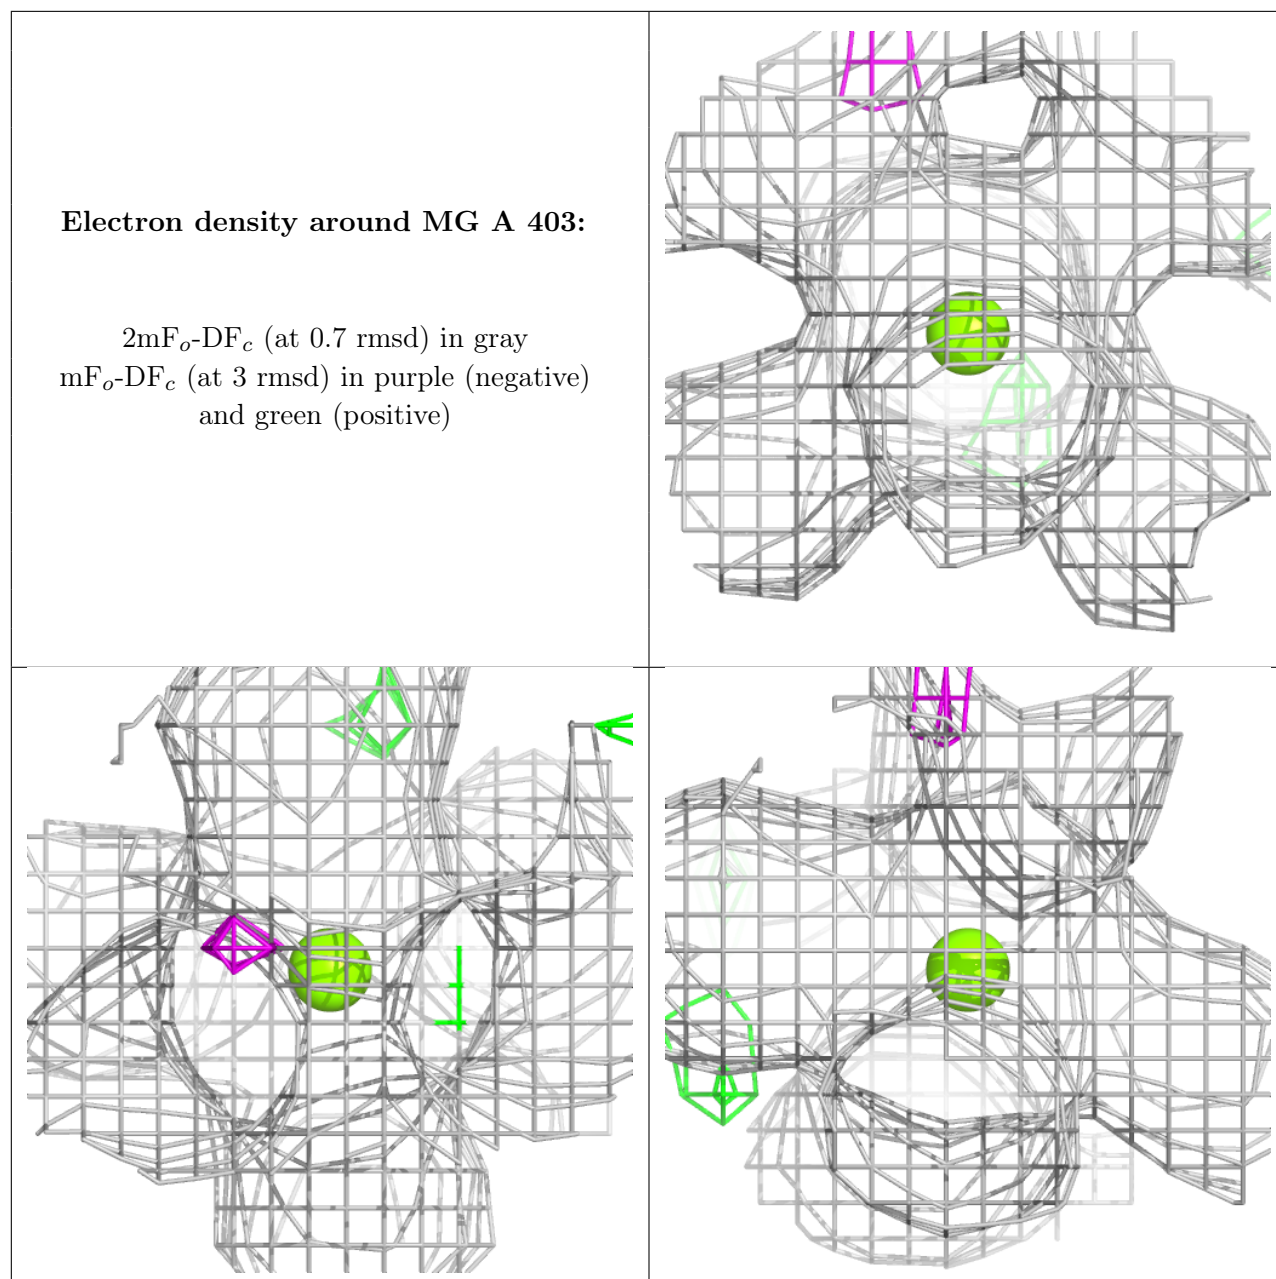 Electron density around MG A 403:
2mFo-DFc (at 0.7 rmsd) in gray
mFo-DFc (at 3 rmsd) in purple (negative)
and green (positive)